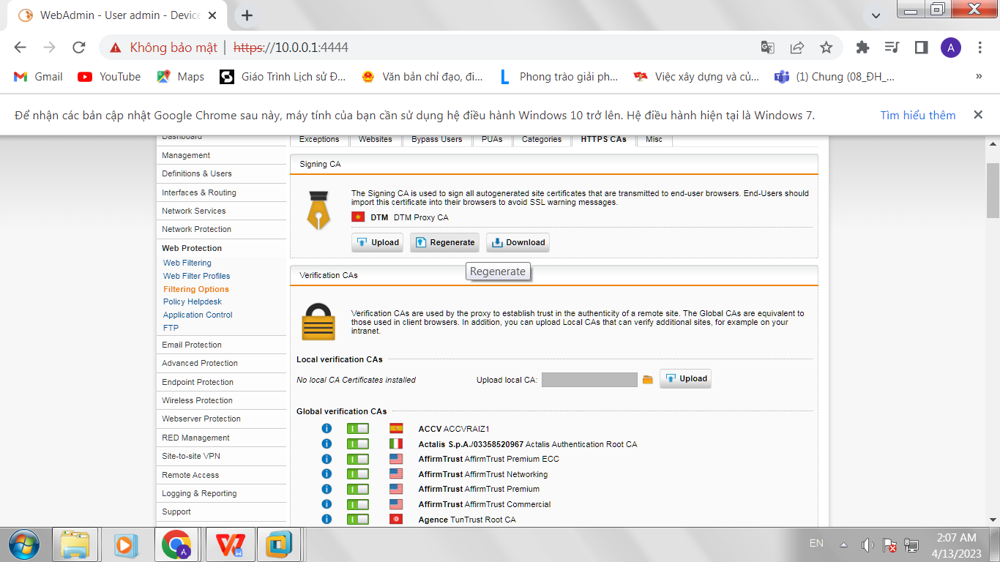 WebAdmin - User admin - Device
Không bảo mật | https://10.0.0.1:4444
A
Gmail
YouTube
Maps
Giáo Trình Lịch sử Đ...
Văn bản chỉ đạo, đi...
Phong trào giải ph...
Việc xây dựng và củ...
(1) Chung (08_ĐH_...
»
Để nhận các bản cập nhật Google Chrome sau này, máy tính của bạn cần sử dụng hệ điều hành Windows 10 trở lên. Hệ điều hành hiện tại là Windows 7.
Tìm hiểu thêm
Dashboard
Management
Definitions & Users
Interfaces & Routing
Network Services
Network Protection
Web Protection
Web Filtering
Web Filter Profiles
Filtering Options
Policy Helpdesk
Application Control
FTP
Email Protection
Advanced Protection
Endpoint Protection
Wireless Protection
Webserver Protection
RED Management
Site-to-site VPN
Remote Access
Logging & Reporting
Support
Exceptions
Websites
Bypass Users
PUAs
Categories
HTTPS CAs
Misc
Signing CA
The Signing CA is used to sign all autogenerated site certificates that are transmitted to end-user browsers. End-Users should
import this certificate into their browsers to avoid SSL warning messages.
DTM DTM Proxy CA
Upload
Regenerate
Download
Regenerate
Verification CAs
Verification CAs are used by the proxy to establish trust in the authenticity of a remote site. The Global CAs are equivalent to
those used in client browsers. In addition, you can upload Local CAs that can verify additional sites, for example on your
intranet.
Local verification CAs
No local CA Certificates installed
Upload local CA:
Upload
Global verification CAs
ACCV ACCVRAIZ1
Actalis S.p.A./03358520967 Actalis Authentication Root CA
AffirmTrust AffirmTrust Premium ECC
AffirmTrust AffirmTrust Networking
AffirmTrust AffirmTrust Premium
AffirmTrust AffirmTrust Commercial
Agence TunTrust Root CA
EN
2:07 AM
4/13/2023